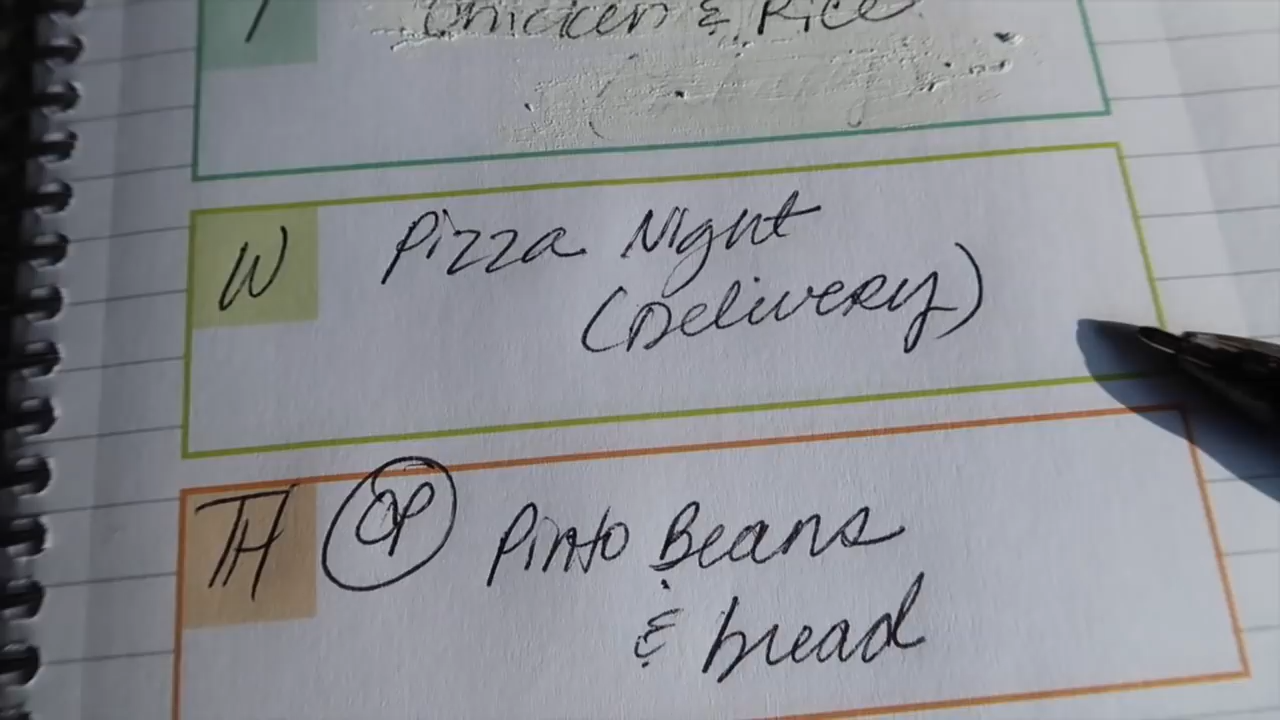 T
Chicken & Rice
W
Pizza Night
(Delivery)
TH
CP
Pinto Beans
& bread